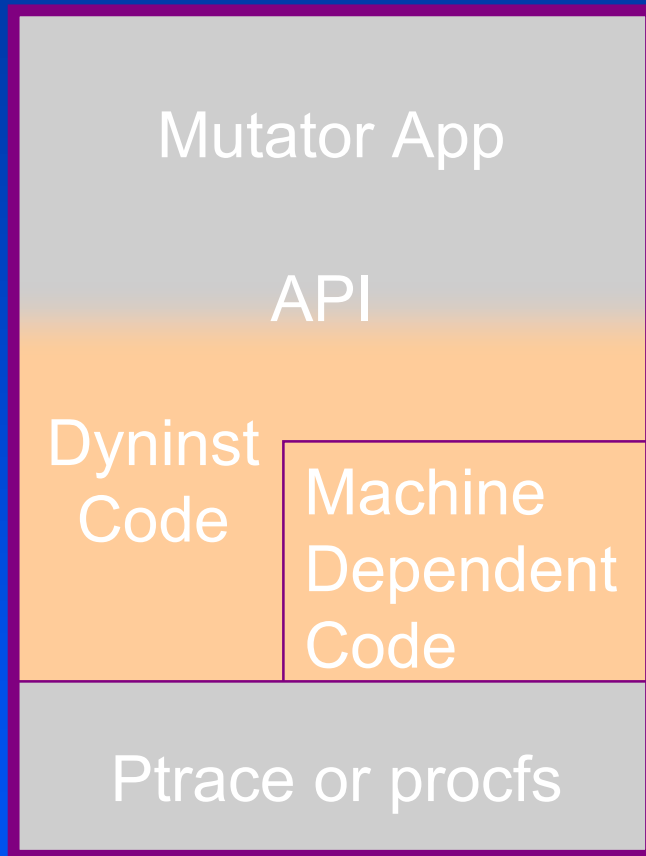 Mutator App
API
Dyninst
Code
Machine
Dependent
Code
Ptrace or procfs